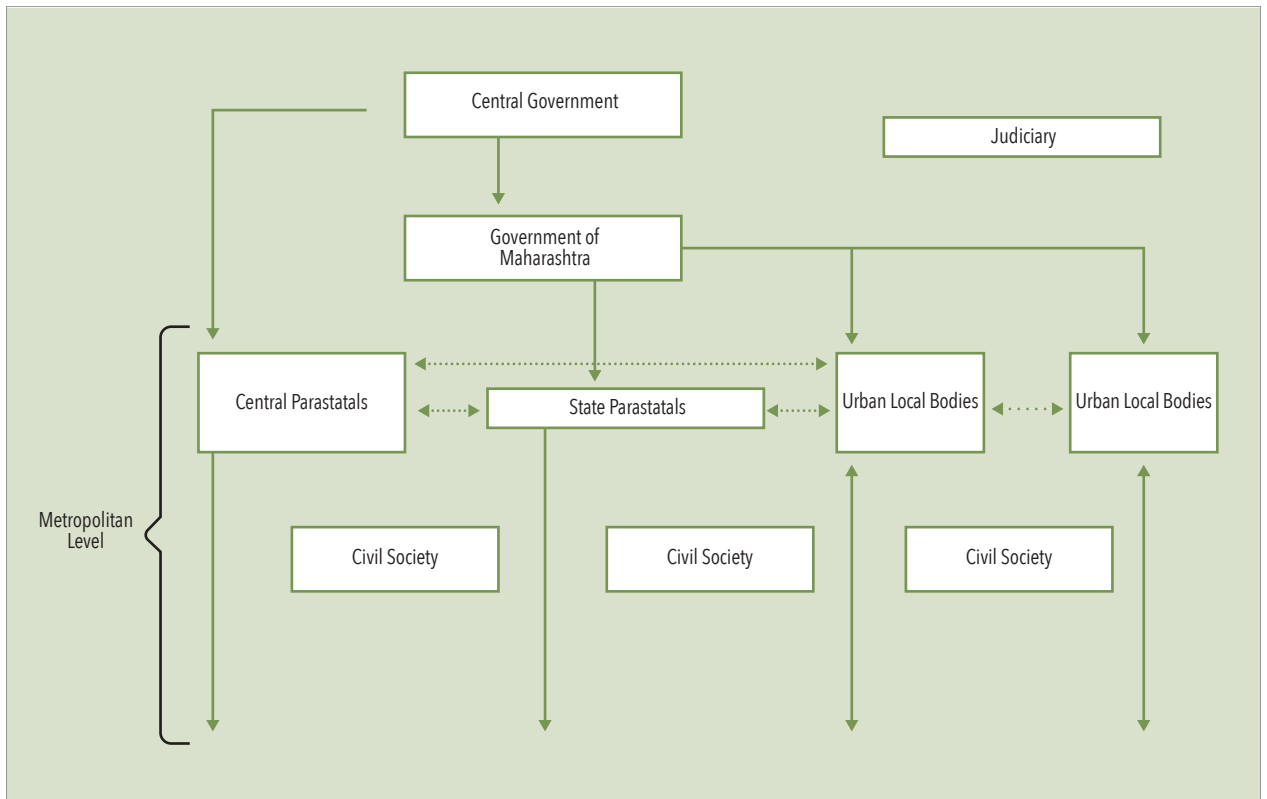 Central Government
Judiciary
Government of
Maharashtra
Central Parastatals
State Parastatals
Urban Local Bodies
Urban Local Bodies
Metropolitan
Level
Civil Society
Civil Society
Civil Society